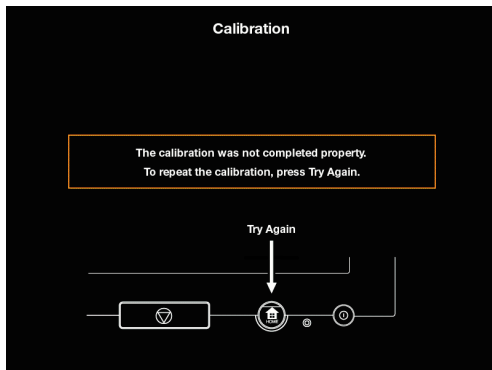 Calibration
The calibration was not completed property.
To repeat the calibration, press Try Again.
Try Again
HOME